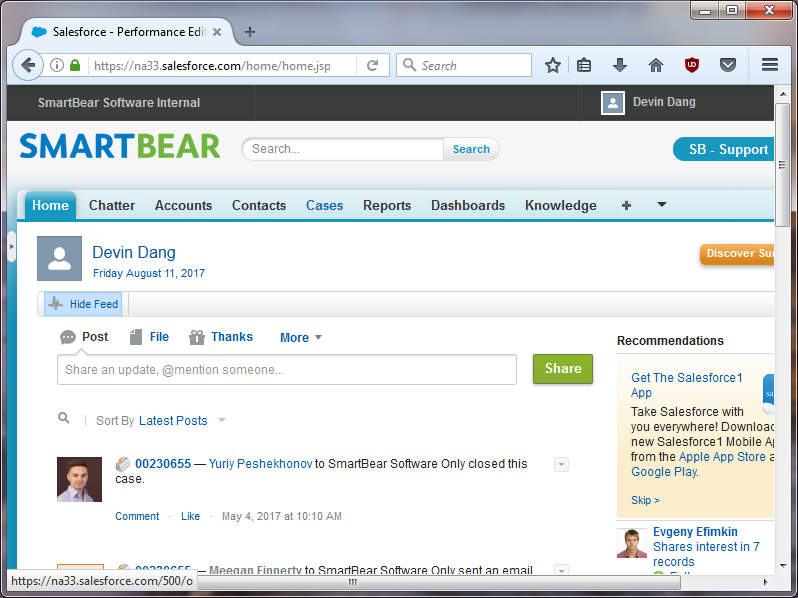 Salesforce - Performance Edi
https://na33.salesforce.com/home/home.jsp
Search
SmartBear Software Internal
Devin Dang
SMARTBEAR
Search...
Search
SB - Support
Home
Chatter
Accounts
Contacts
Cases
Reports
Dashboards
Knowledge
Devin Dang
Friday August 11, 2017
Discover Su
Hide Feed
Post
File
Thanks
More
Share an update, @mention someone...
Share
Sort By Latest Posts
00230655 — Yuriy Peshekhonov to SmartBear Software Only closed this
case.
Comment · Like · May 4, 2017 at 10:10 AM
00230655 — Meegan Finnerty to SmartBear Software Only sent an email
Recommendations
Get The Salesforce1
App
Take Salesforce with
you everywhere! Download
new Salesforce1 Mobile Ap
from the Apple App Store a
Google Play.
Skip >
Evgeny Efimkin
Shares interest in 7
records
https://na33.salesforce.com/500/o